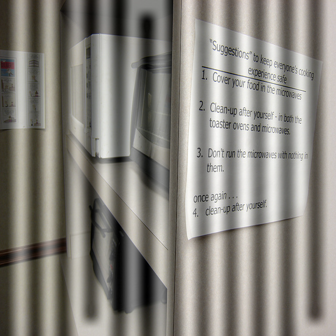 "Suggestions" to keep everyone's cooking
experience safe
1. Cover your food in the microwaves
2. Clean-up after yourself - in both the
toaster ovens and microwaves.
3. Don't run the microwaves with nothing in
them.
once again . . .
4. clean-up after yourself.